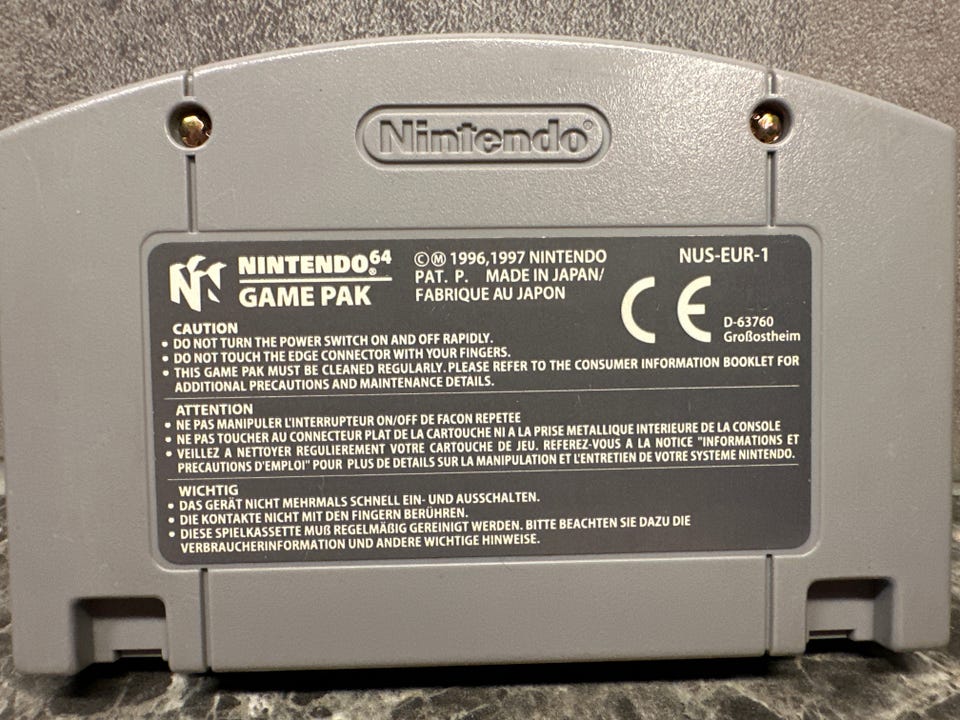 Nintendo®
NINTENDO64®
GAME PAK
©Ⓜ 1996,1997 NINTENDO
PAT. P. MADE IN JAPAN/
FABRIQUE AU JAPON
NUS-EUR-1
CE
D-63760
Großostheim
CAUTION
• DO NOT TURN THE POWER SWITCH ON AND OFF RAPIDLY.
• DO NOT TOUCH THE EDGE CONNECTOR WITH YOUR FINGERS.
• THIS GAME PAK MUST BE CLEANED REGULARLY. PLEASE REFER TO THE CONSUMER INFORMATION BOOKLET FOR
ADDITIONAL PRECAUTIONS AND MAINTENANCE DETAILS.
ATTENTION
• NE PAS MANIPULER L'INTERRUPTEUR ON/OFF DE FACON REPETEE
• NE PAS TOUCHER AU CONNECTEUR PLAT DE LA CARTOUCHE NI A LA PRISE METALLIQUE INTERIEURE DE LA CONSOLE
• VEILLEZ A NETTOYER REGULIEREMENT VOTRE CARTOUCHE DE JEU. REFEREZ-VOUS A LA NOTICE "INFORMATIONS ET
PRECAUTIONS D'EMPLOI" POUR PLUS DE DETAILS SUR LA MANIPULATION ET L'ENTRETIEN DE VOTRE SYSTEME NINTENDO.
WICHTIG
• DAS GERÄT NICHT MEHRMALS SCHNELL EIN- UND AUSSCHALTEN.
• DIE KONTAKTE NICHT MIT DEN FINGERN BERÜHREN.
• DIESE SPIELKASSETTE MUß REGELMÄßIG GEREINIGT WERDEN. BITTE BEACHTEN SIE DAZU DIE
VERBRAUCHERINFORMATION UND ANDERE WICHTIGE HINWEISE.